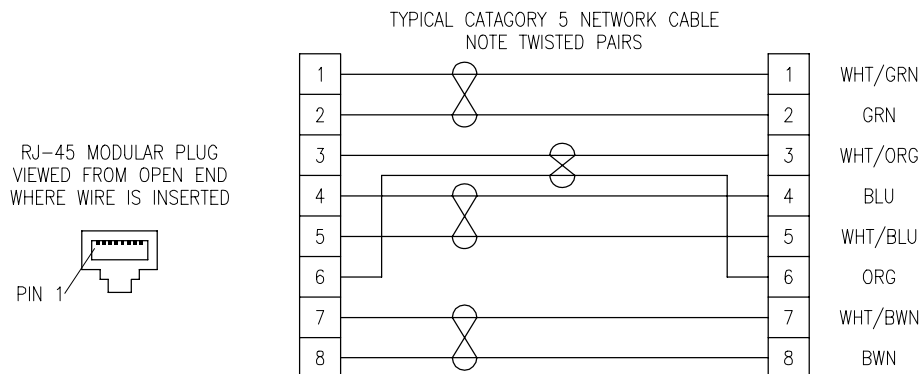 TYPICAL CATAGORY 5 NETWORK CABLE
NOTE TWISTED PAIRS
RJ-45 MODULAR PLUG
VIEWED FROM OPEN END
WHERE WIRE IS INSERTED
PIN 1
1 1 WHT/GRN
2 2 GRN
3 3 WHT/ORG
4 4 BLU
5 5 WHT/BLU
6 6 ORG
7 7 WHT/BWN
8 8 BWN